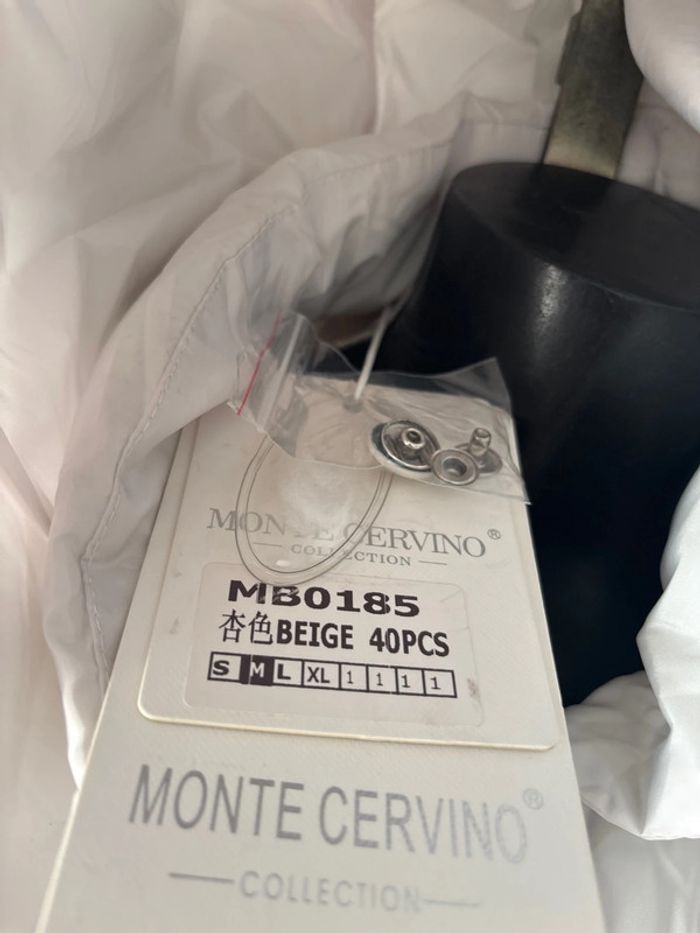 MONTE CERVINO®
COLLECTION
MB0185
杏色BEIGE 40PCS
S M L XL 1 1 1 1
MONTE CERVINO®
COLLECTION